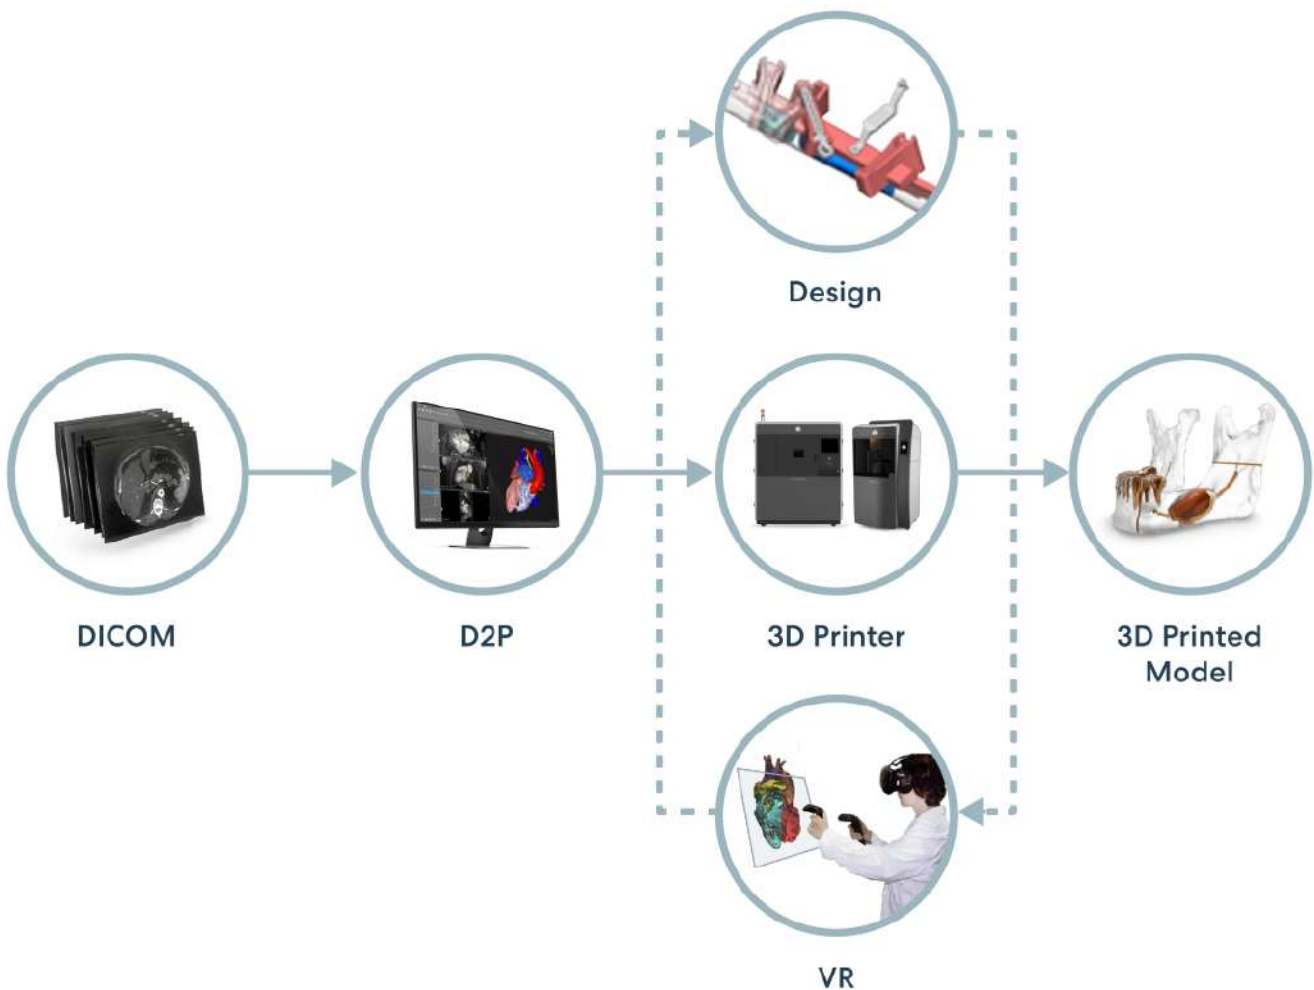 Design
DICOM
D2P
3D Printer
3D Printed
Model
VR